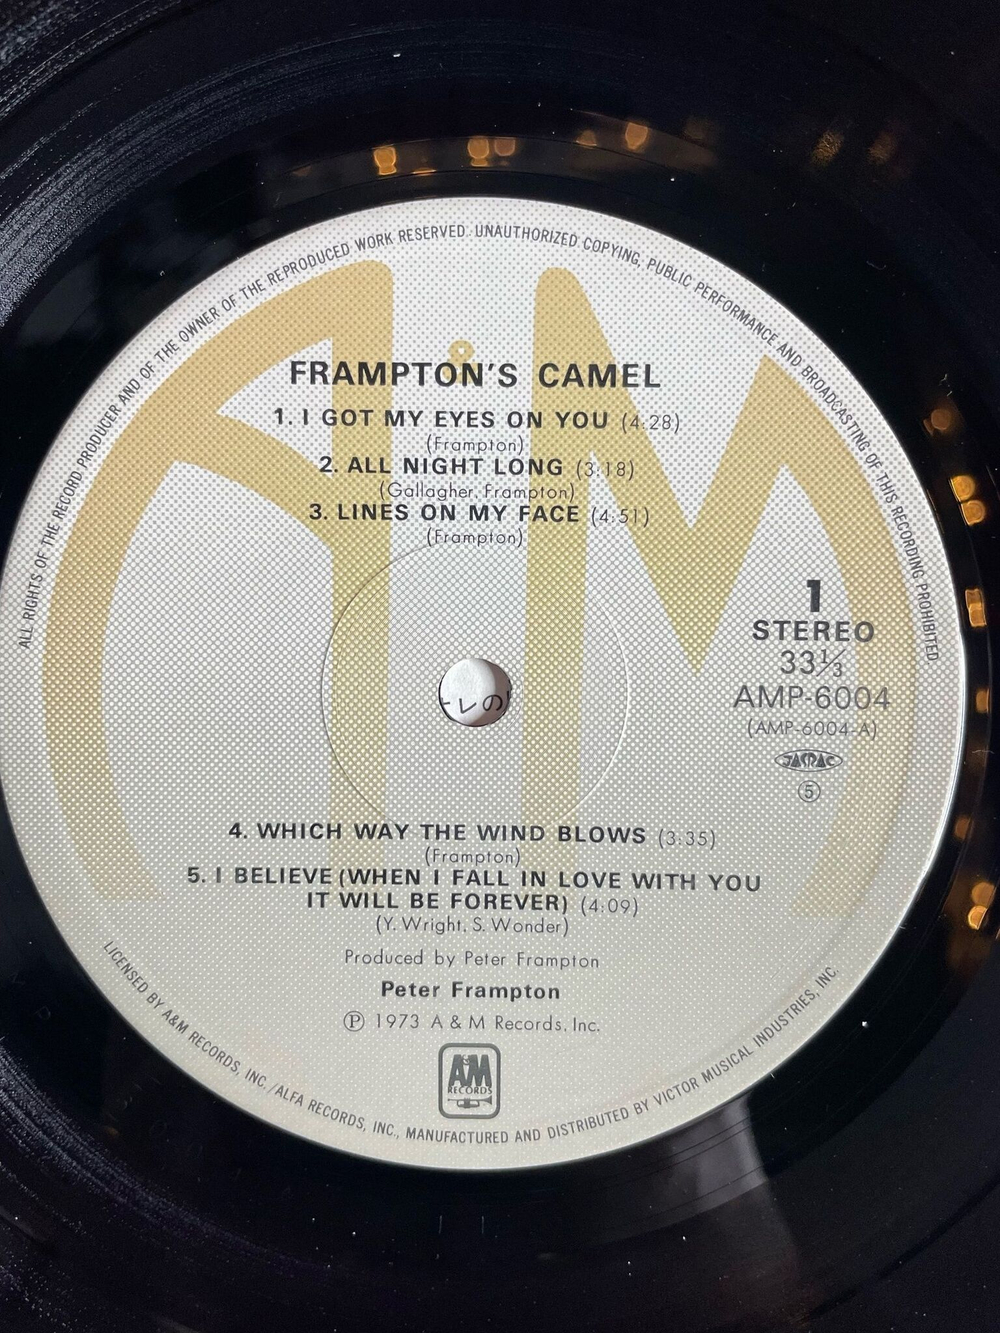 ALL RIGHTS OF THE RECORD PRODUCER AND OF THE OWNER OF THE REPRODUCED WORK RESERVED. UNAUTHORIZED COPYING, PUBLIC PERFORMANCE AND BROADCASTING OF THIS RECORDING PROHIBITED
A&M
FRAMPTON'S CAMEL
1. I GOT MY EYES ON YOU (4:28)
(Frampton)
2. ALL NIGHT LONG (3:18)
(Gallagher, Frampton)
3. LINES ON MY FACE (4:51)
(Frampton)
1
STEREO
33⅓
AMP-6004
(AMP-6004-A)
JASRAC
⑤
レの
4. WHICH WAY THE WIND BLOWS (3:35)
(Frampton)
5. I BELIEVE (WHEN I FALL IN LOVE WITH YOU
IT WILL BE FOREVER) (4:09)
(Y. Wright, S. Wonder)
Produced by Peter Frampton
Peter Frampton
Ⓟ 1973 A & M Records, Inc.
A&M
RECORDS
LICENSED BY A&M RECORDS, INC./ALFA RECORDS, INC., MANUFACTURED AND DISTRIBUTED BY VICTOR MUSICAL INDUSTRIES, INC.